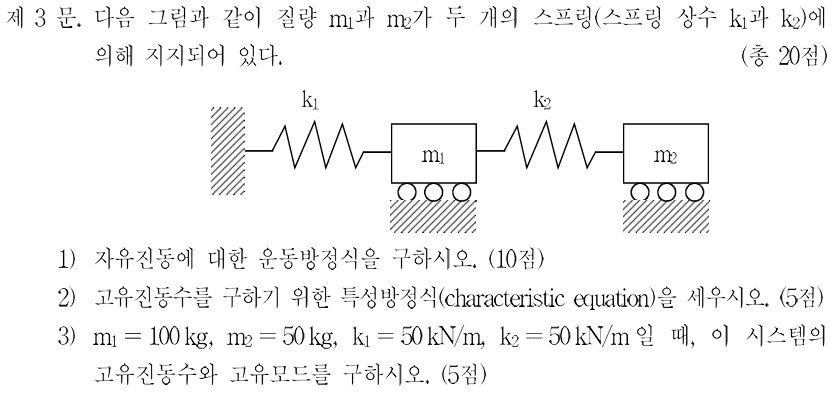 제 3 문. 다음 그림과 같이 질량 m₁과 m₂가 두 개의 스프링(스프링 상수 k₁과 k₂)에
의해 지지되어 있다. (총 20점)
k₁ k₂
m₁ m₂
1) 자유진동에 대한 운동방정식을 구하시오. (10점)
2) 고유진동수를 구하기 위한 특성방정식(characteristic equation)을 세우시오. (5점)
3) m₁ = 100 kg, m₂ = 50 kg, k₁ = 50 kN/m, k₂ = 50 kN/m 일 때, 이 시스템의
고유진동수와 고유모드를 구하시오. (5점)